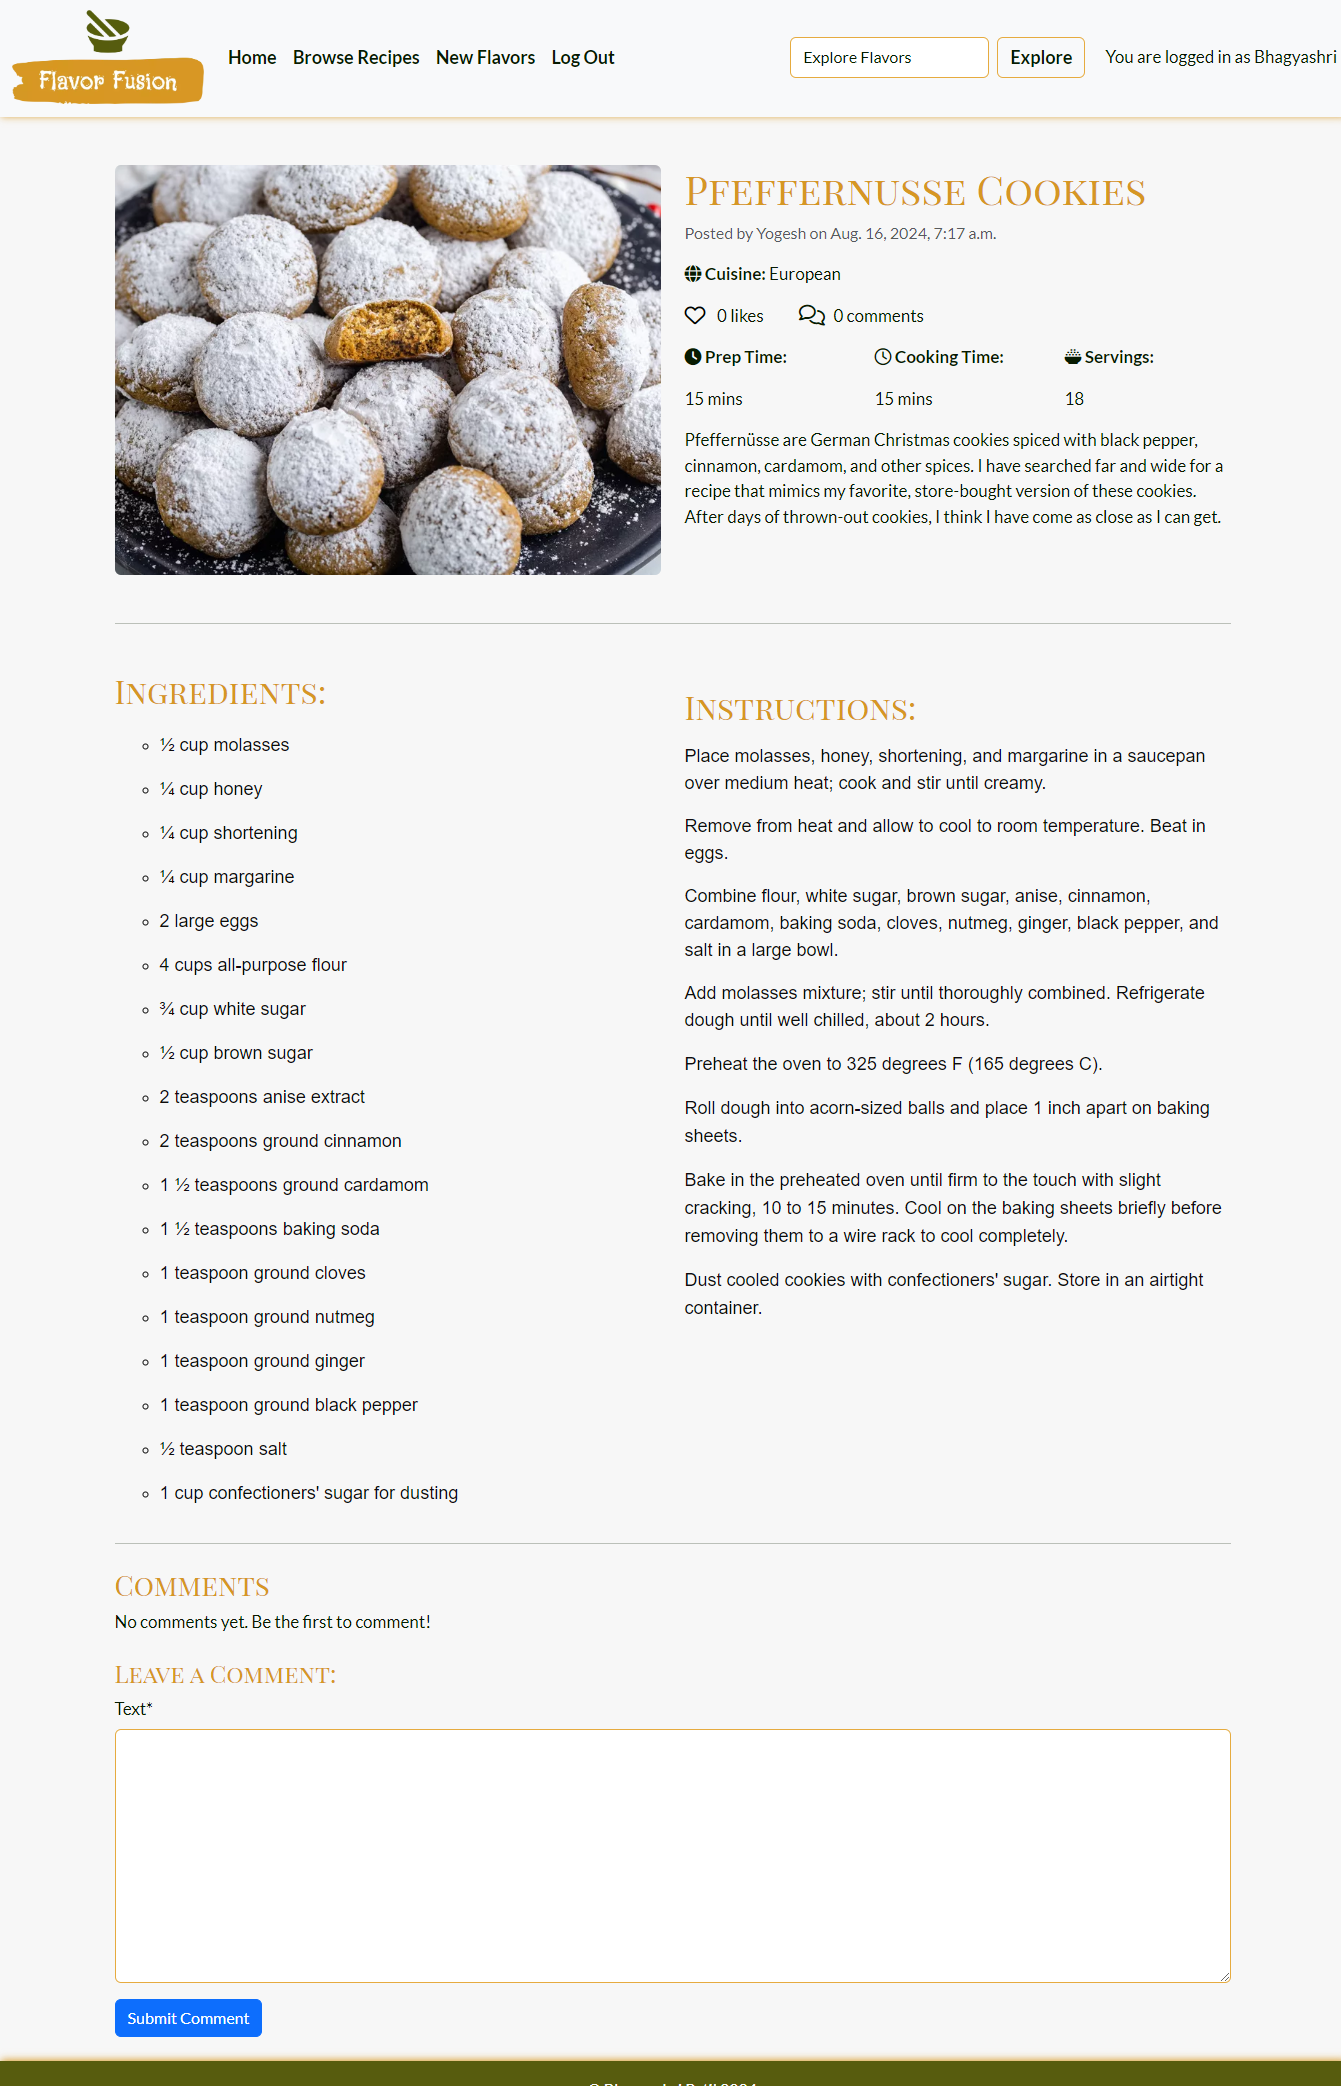 Flavor Fusion
Home Browse Recipes New Flavors Log Out
Explore Flavors Explore You are logged in as Bhagyashri
Pfeffernusse Cookies
Posted by Yogesh on Aug. 16, 2024, 7:17 a.m.
Cuisine: European
0 likes 0 comments
Prep Time: Cooking Time: Servings:
15 mins 15 mins 18
Pfeffernüsse are German Christmas cookies spiced with black pepper,
cinnamon, cardamom, and other spices. I have searched far and wide for a
recipe that mimics my favorite, store-bought version of these cookies.
After days of thrown-out cookies, I think I have come as close as I can get.
Ingredients:
½ cup molasses
¼ cup honey
¼ cup shortening
¼ cup margarine
2 large eggs
4 cups all-purpose flour
¾ cup white sugar
½ cup brown sugar
2 teaspoons anise extract
2 teaspoons ground cinnamon
1 ½ teaspoons ground cardamom
1 ½ teaspoons baking soda
1 teaspoon ground cloves
1 teaspoon ground nutmeg
1 teaspoon ground ginger
1 teaspoon ground black pepper
½ teaspoon salt
1 cup confectioners' sugar for dusting
Instructions:
Place molasses, honey, shortening, and margarine in a saucepan
over medium heat; cook and stir until creamy.
Remove from heat and allow to cool to room temperature. Beat in
eggs.
Combine flour, white sugar, brown sugar, anise, cinnamon,
cardamom, baking soda, cloves, nutmeg, ginger, black pepper, and
salt in a large bowl.
Add molasses mixture; stir until thoroughly combined. Refrigerate
dough until well chilled, about 2 hours.
Preheat the oven to 325 degrees F (165 degrees C).
Roll dough into acorn-sized balls and place 1 inch apart on baking
sheets.
Bake in the preheated oven until firm to the touch with slight
cracking, 10 to 15 minutes. Cool on the baking sheets briefly before
removing them to a wire rack to cool completely.
Dust cooled cookies with confectioners' sugar. Store in an airtight
container.
Comments
No comments yet. Be the first to comment!
Leave a Comment:
Text*
Submit Comment